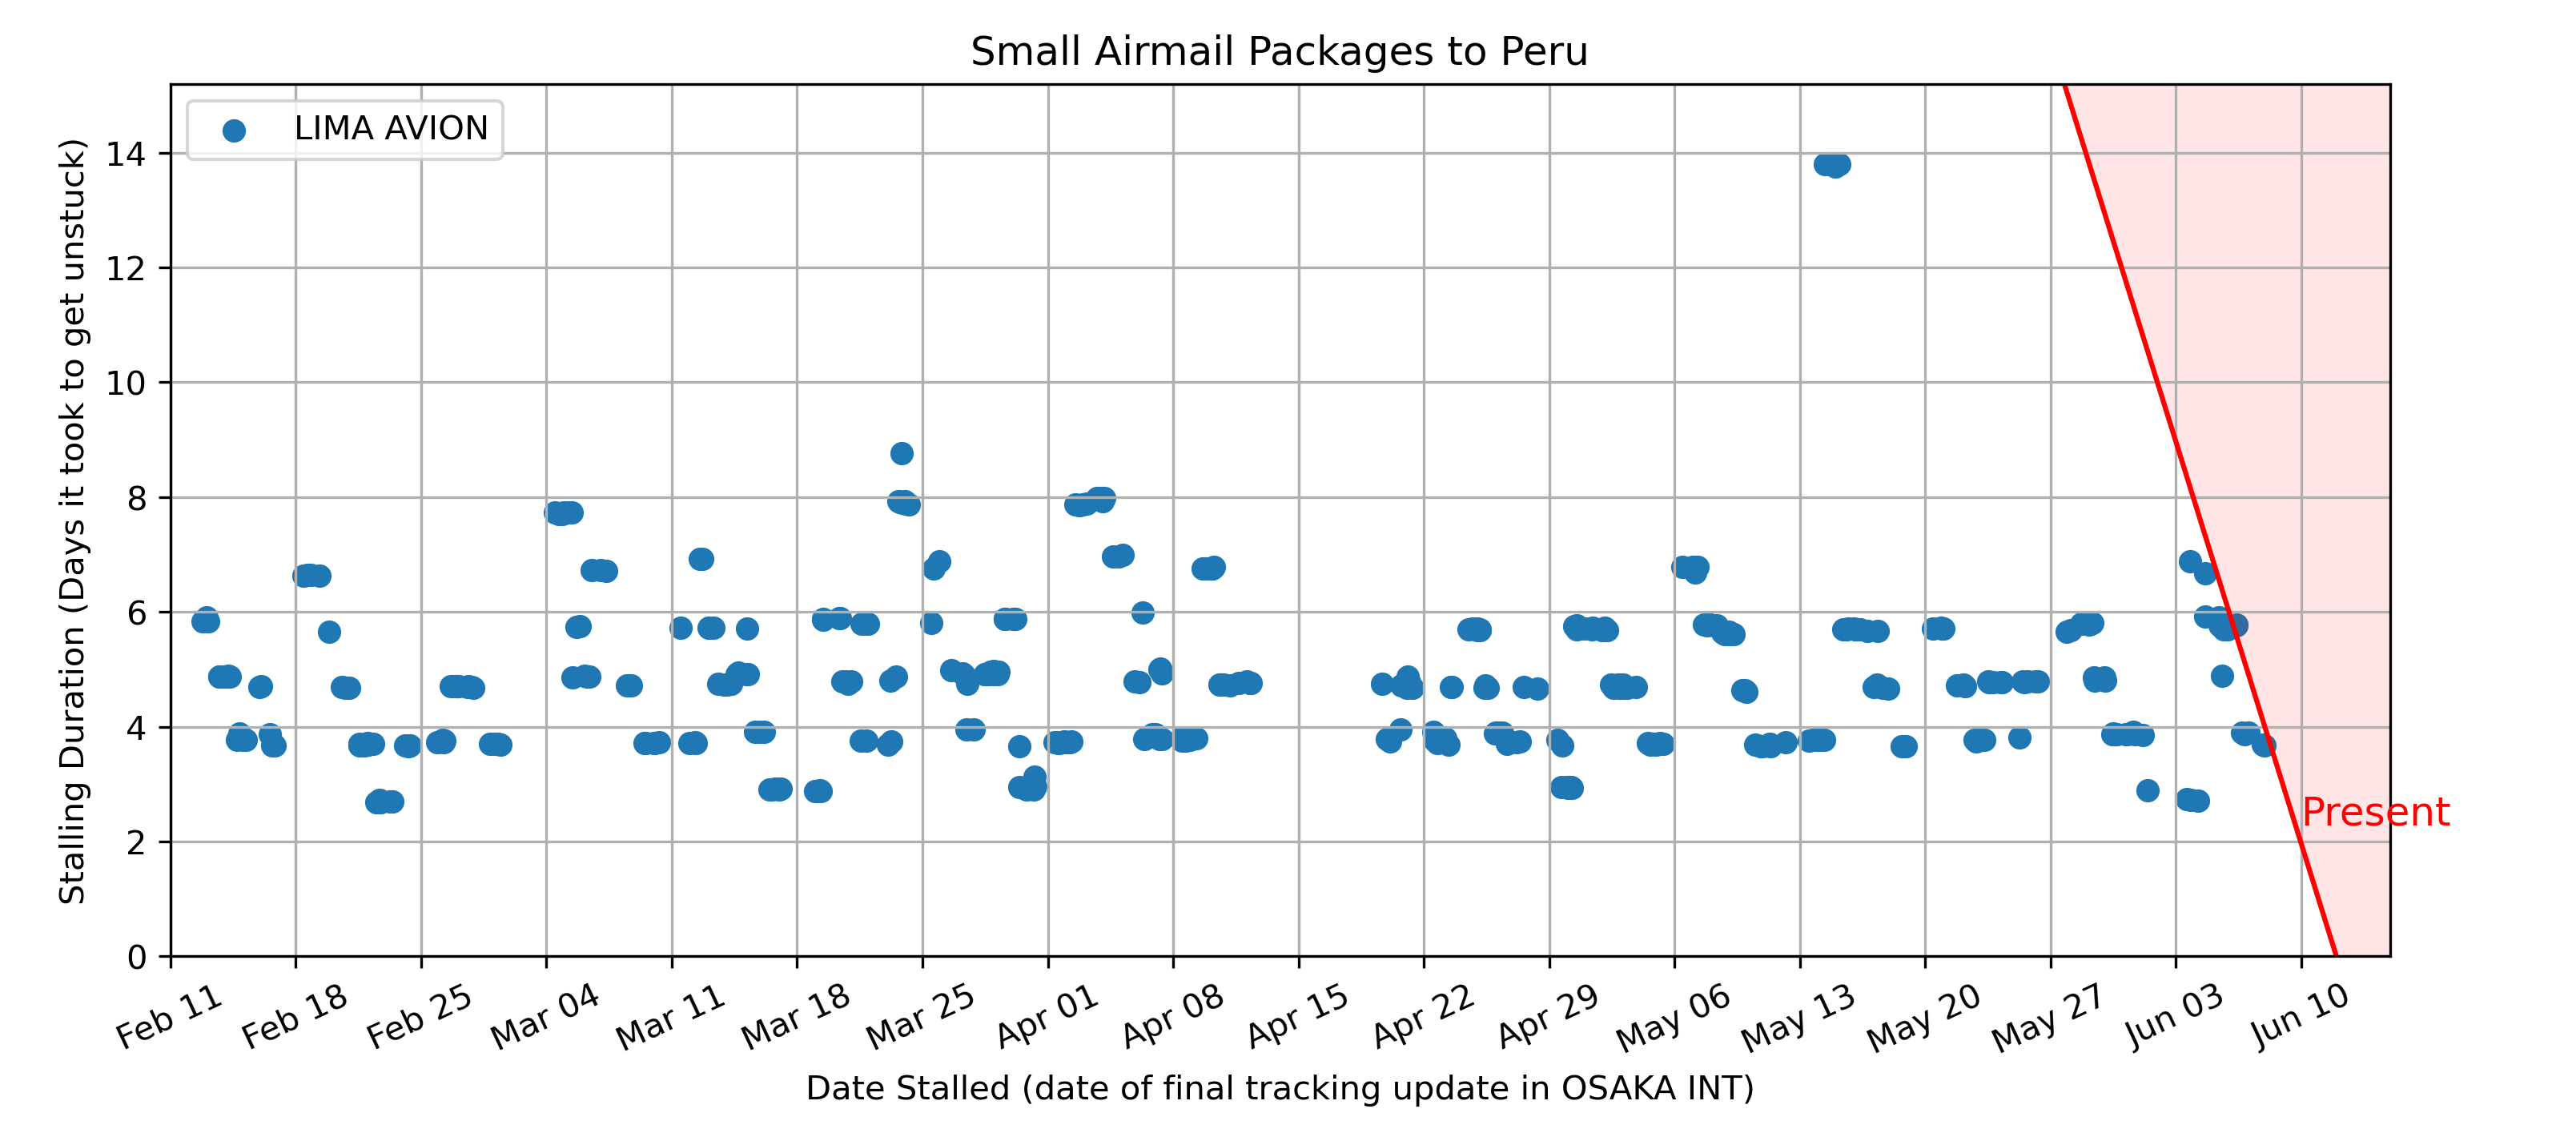 Small Airmail Packages to Peru
LIMA AVION
Stalling Duration (Days it took to get unstuck)
14
12
10
8
6
4
2
0
Present
Feb 11
Feb 18
Feb 25
Mar 04
Mar 11
Mar 18
Mar 25
Apr 01
Apr 08
Apr 15
Apr 22
Apr 29
May 06
May 13
May 20
May 27
Jun 03
Jun 10
Date Stalled (date of final tracking update in OSAKA INT)